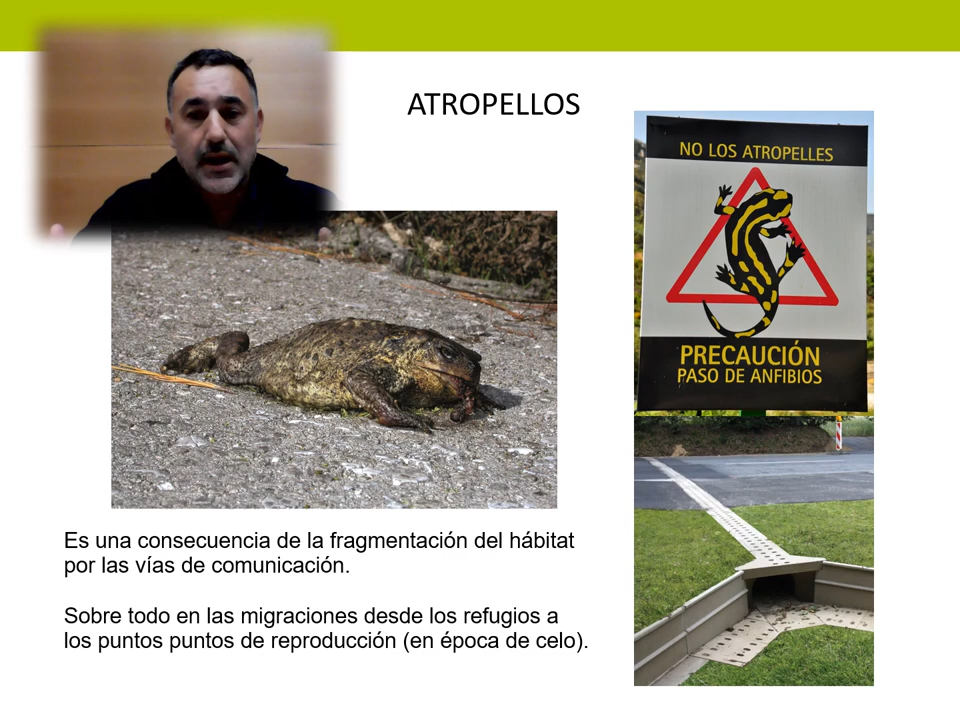 ATROPELLOS
NO LOS ATROPELLES
PRECAUCIÓN
PASO DE ANFIBIOS
Es una consecuencia de la fragmentación del hábitat
por las vías de comunicación.
Sobre todo en las migraciones desde los refugios a
los puntos puntos de reproducción (en época de celo).